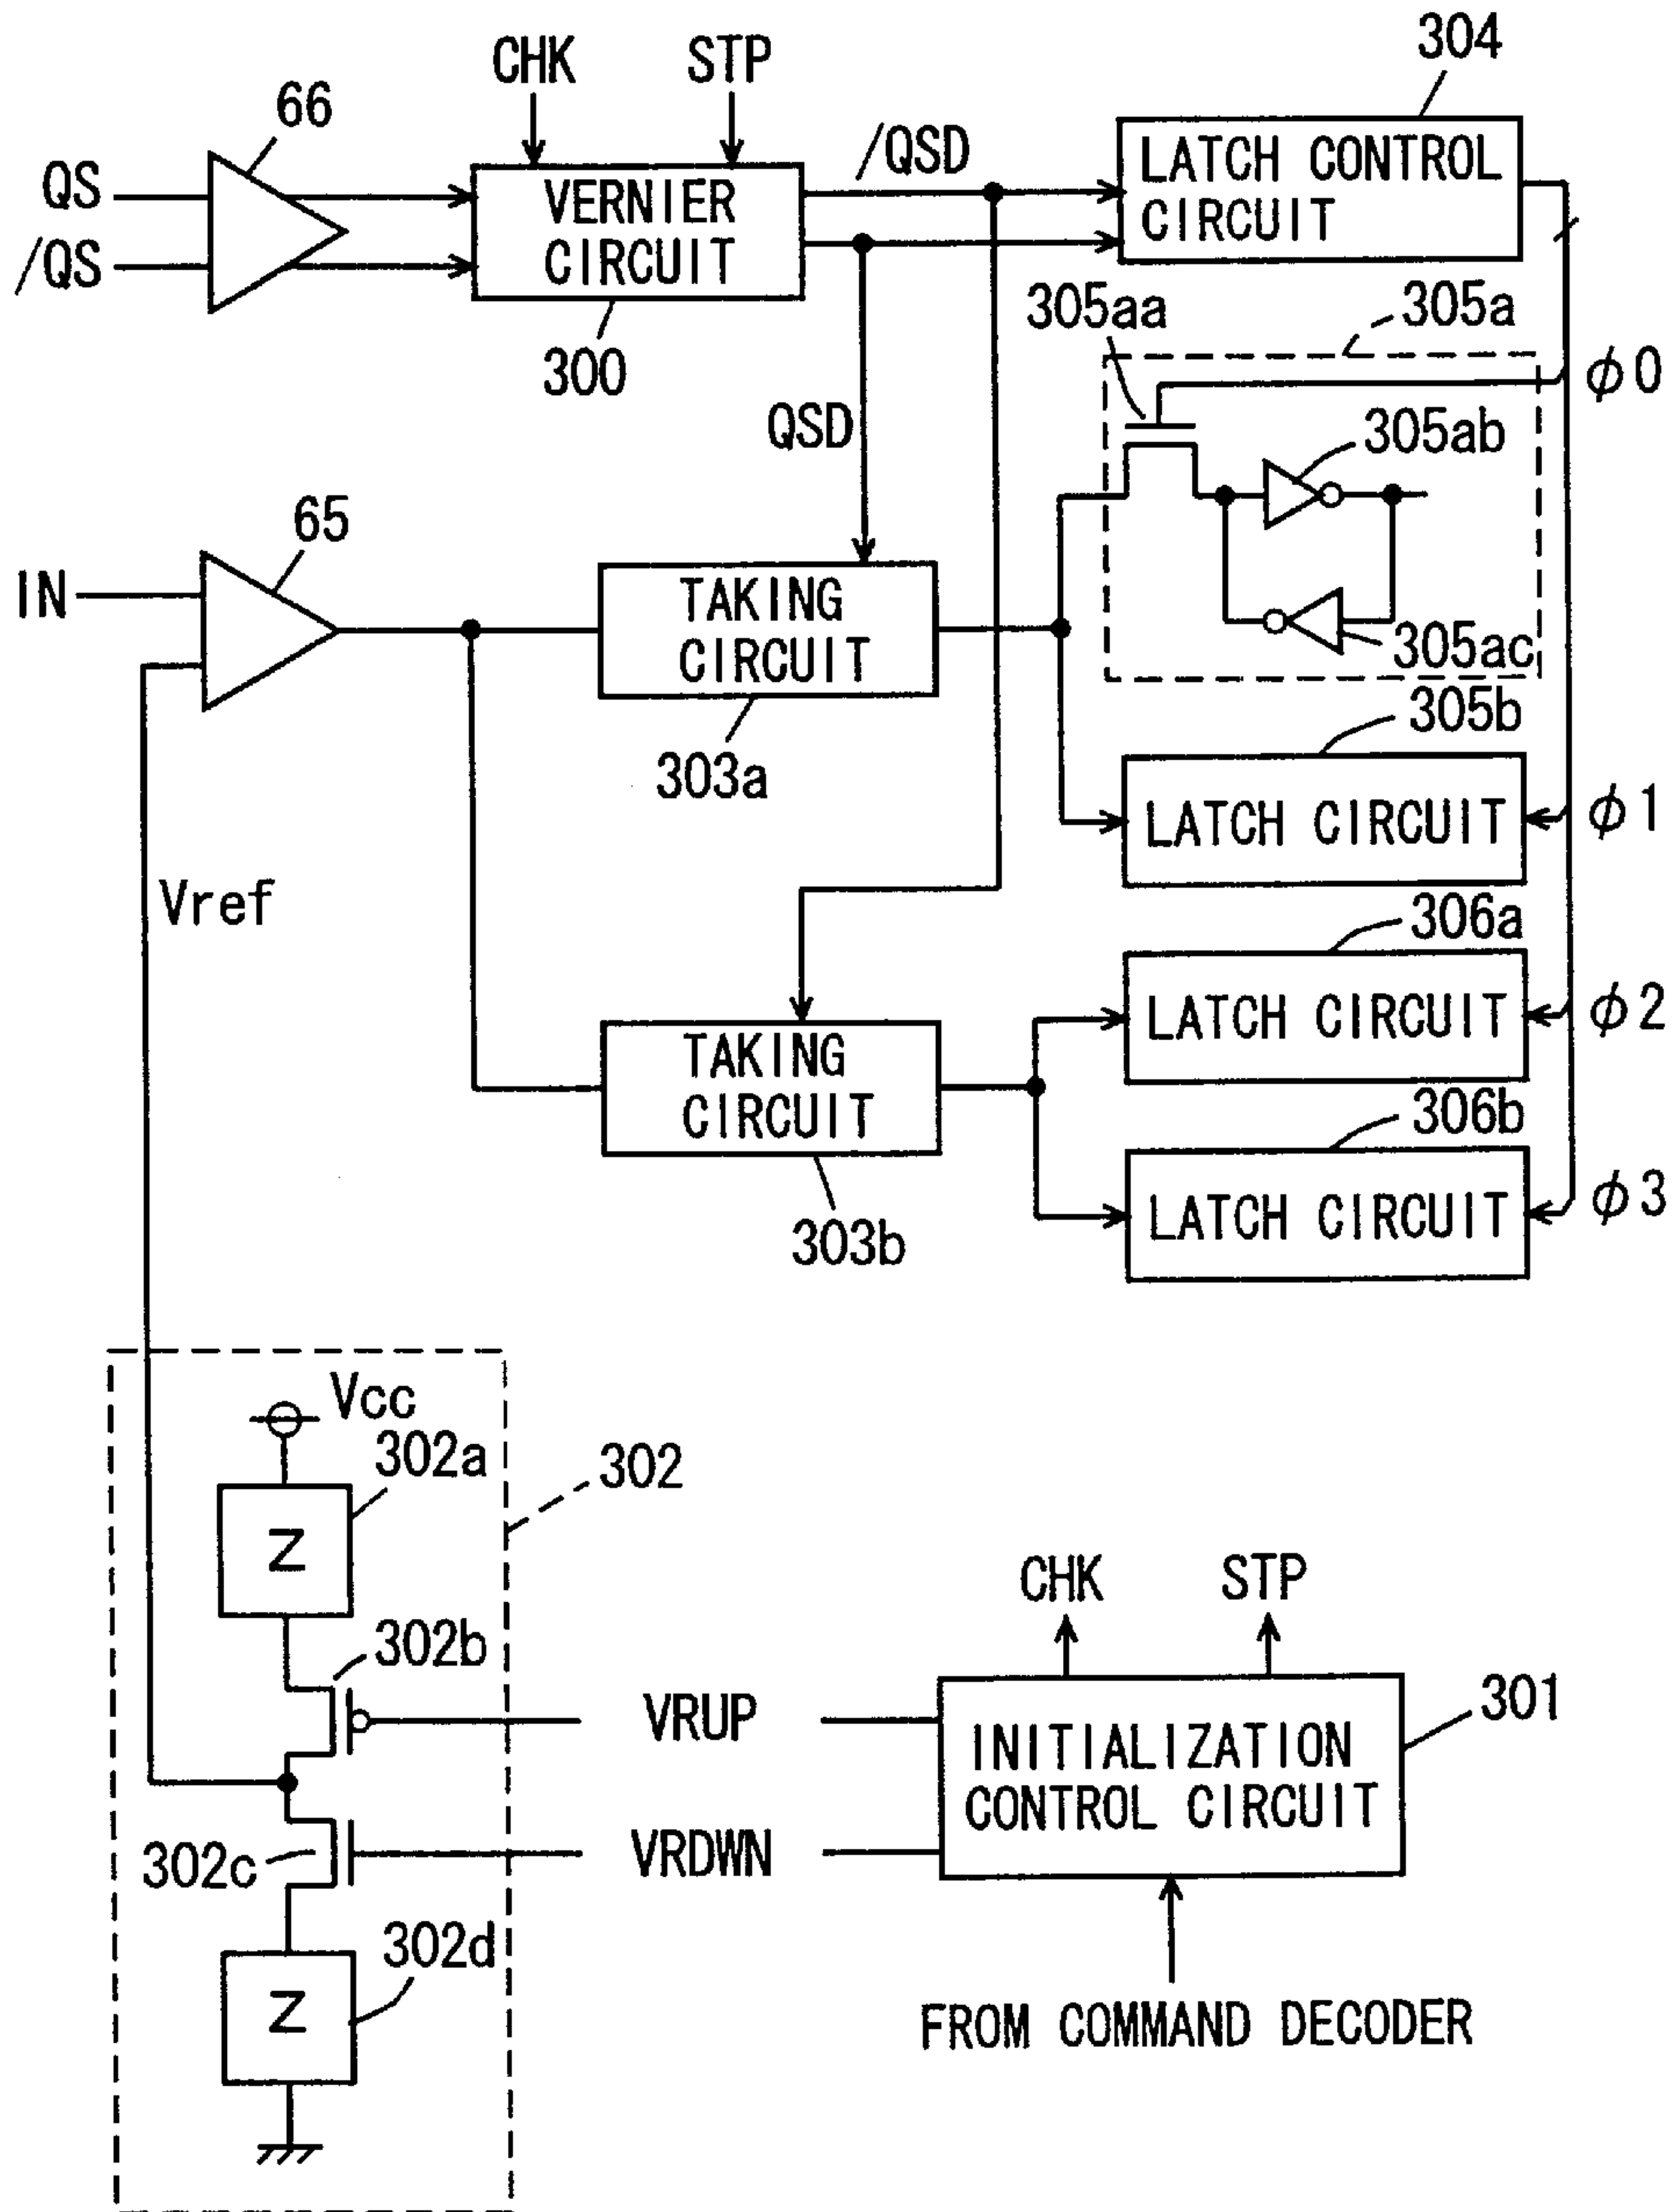 CHK
STP
304
66
QS
/QS
VERNIER
CIRCUIT
/QSD
LATCH CONTROL
CIRCUIT
300
305aa
305a
φ0
QSD
305ab
65
IN
TAKING
CIRCUIT
305ac
303a
305b
LATCH CIRCUIT
φ1
Vref
306a
LATCH CIRCUIT
φ2
TAKING
CIRCUIT
306b
303b
LATCH CIRCUIT
φ3
Vcc
302a
302
Z
CHK
STP
302b
VRUP
301
INITIALIZATION
CONTROL CIRCUIT
302c
VRDWN
302d
Z
FROM COMMAND DECODER